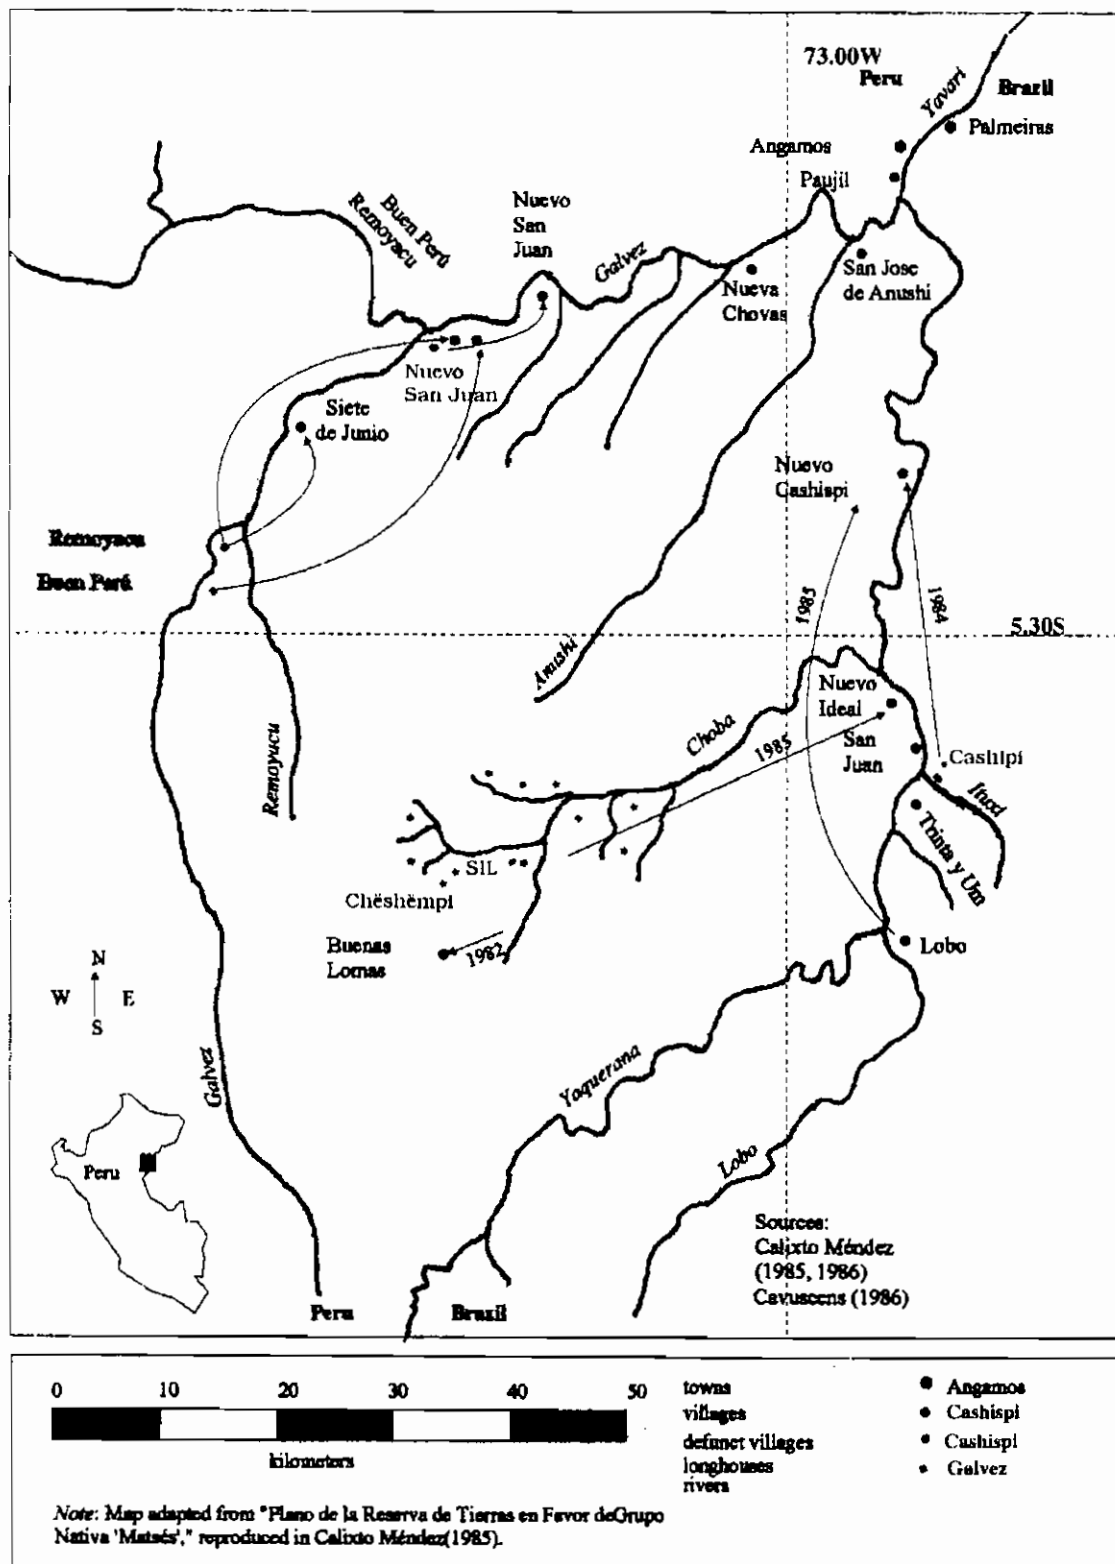 73.00W
Peru
Brazil
Yavari
Palmeiras
Angamos
Paujil
Buen Perú
Remoyacu
Nuevo
San
Juan
Galvez
Nueva
Chovas
San Jose
de Anushi
Nuevo
San Juan
Siete
de Junio
Nuevo
Cashispi
Remoyacu
Buen Perú
1985
1984
5.30S
Anushi
Remoyacu
Choba
1985
Nuevo
Ideal
San
Juan
Cashipi
Trinta y Um
SIL
Chëshëmpi
Buenas
Lomas
1982
Lobo
N
W E
S
Galvez
Yaquerana
Lobo
Peru
Sources:
Calixto Méndez
(1985, 1986)
Cavuscens (1986)
Peru
Brazil
0 10 20 30 40 50
kilometers
towns
villages
defunct villages
longhouses
rivers
Angamos
Cashispi
Cashispi
Galvez
Note: Map adapted from "Plano de la Reserva de Tierras en Favor deGrupo
Nativa 'Matsés'," reproduced in Calixto Méndez(1985).